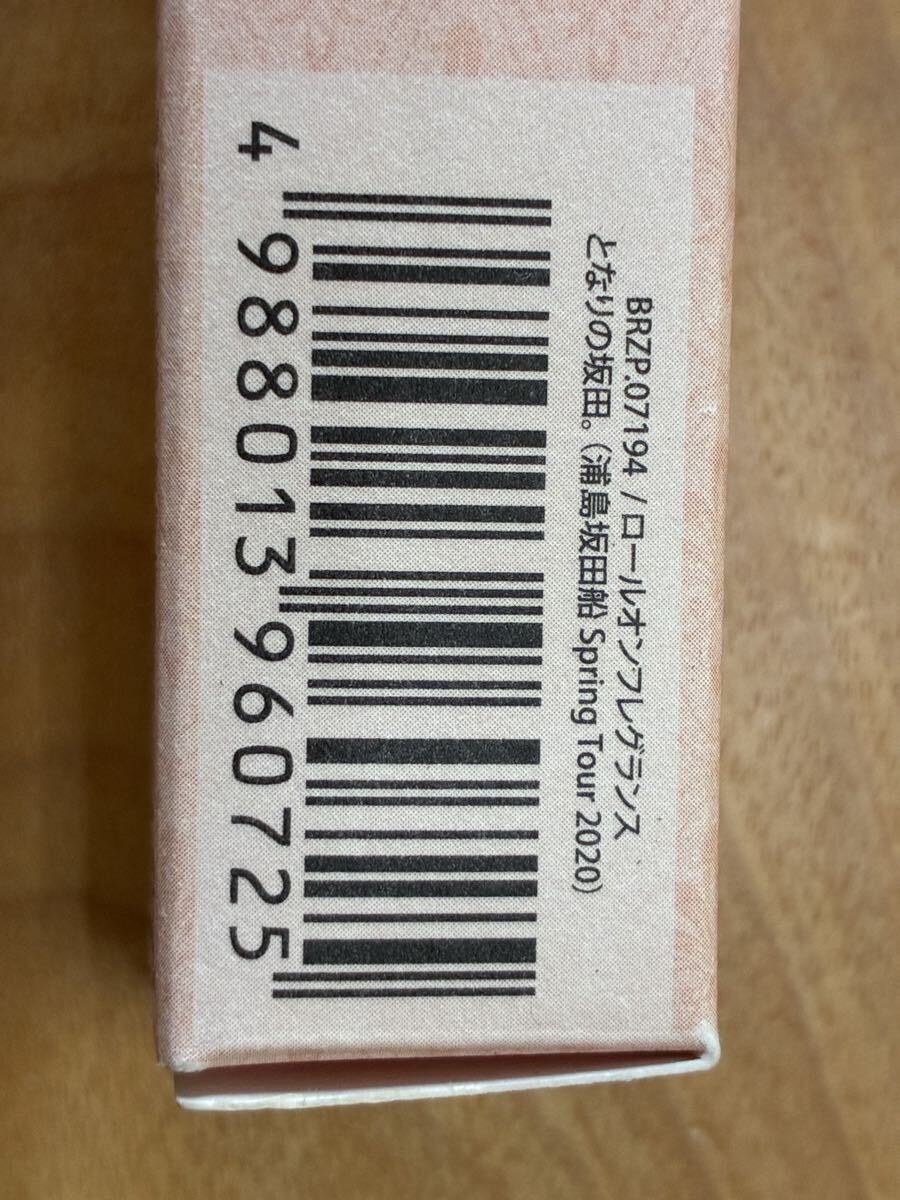 BRZP.07194 / ロールオンフレグランス
となりの坂田。（浦島坂田船 Spring Tour 2020）
4 988013 960725